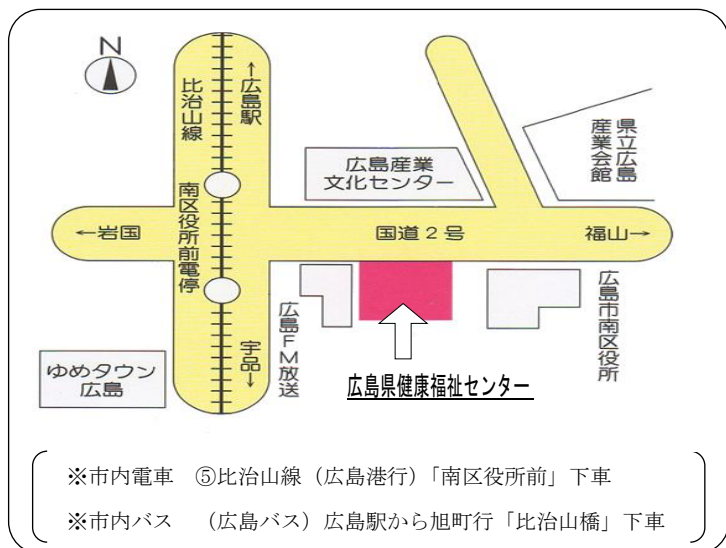 N
比治山線
←広島駅
広島産業
文化センター
県立広島
産業会館
←岩国
南区役所前電停
国道2号
福山→
広島FM放送
宇品→
広島市南区役所
ゆめタウン
広島
広島県健康福祉センター
※市内電車 ⑤比治山線（広島港行）「南区役所前」下車
※市内バス （広島バス）広島駅から旭町行「比治山橋」下車